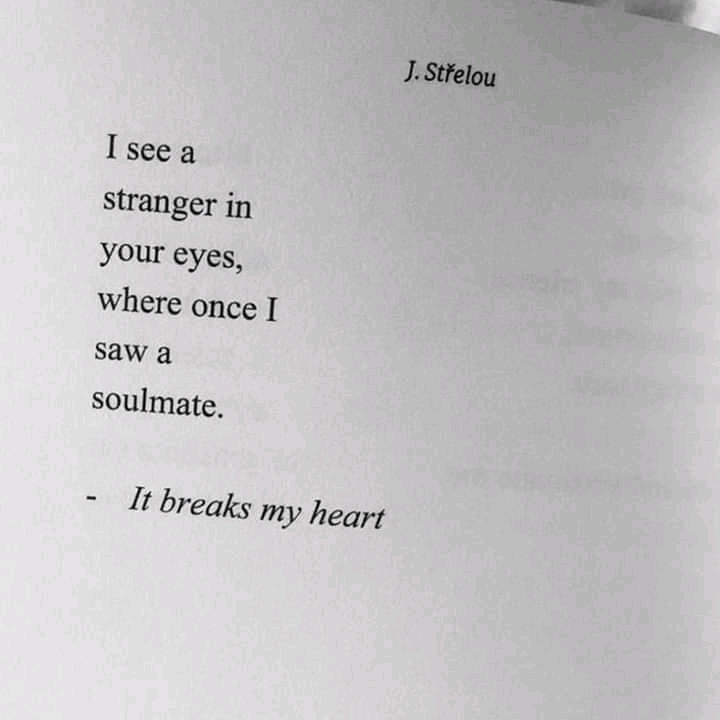 J. Střelou
I see a
stranger in
your eyes,
where once I
saw a
soulmate.
- It breaks my heart